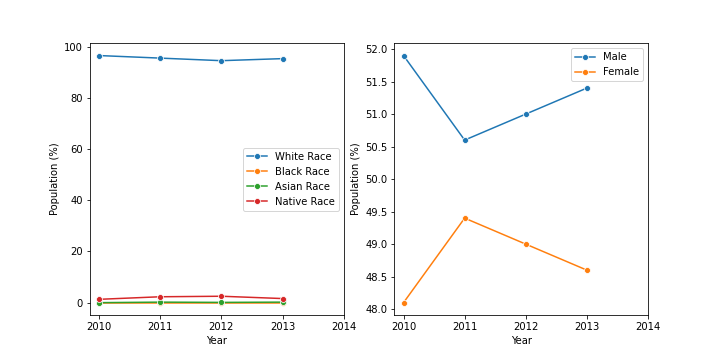 100
80
60
40
20
0
Population (%)
White Race
Black Race
Asian Race
Native Race
2010 2011 2012 2013 2014
Year
52.0
51.5
51.0
50.5
50.0
49.5
49.0
48.5
48.0
Population (%)
Male
Female
2010 2011 2012 2013 2014
Year